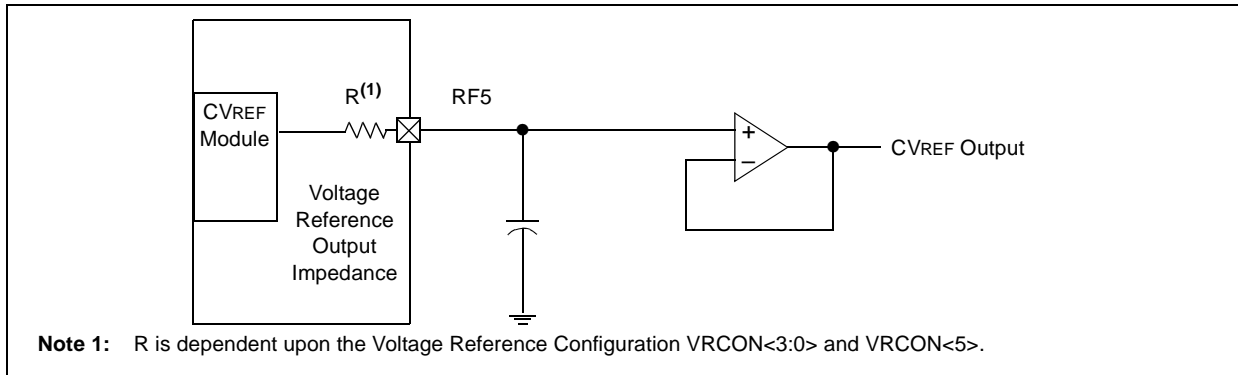 R(1)
RF5
CVREF
Module
+
−
CVREF Output
Voltage
Reference
Output
Impedance
Note 1: R is dependent upon the Voltage Reference Configuration VRCON<3:0> and VRCON<5>.